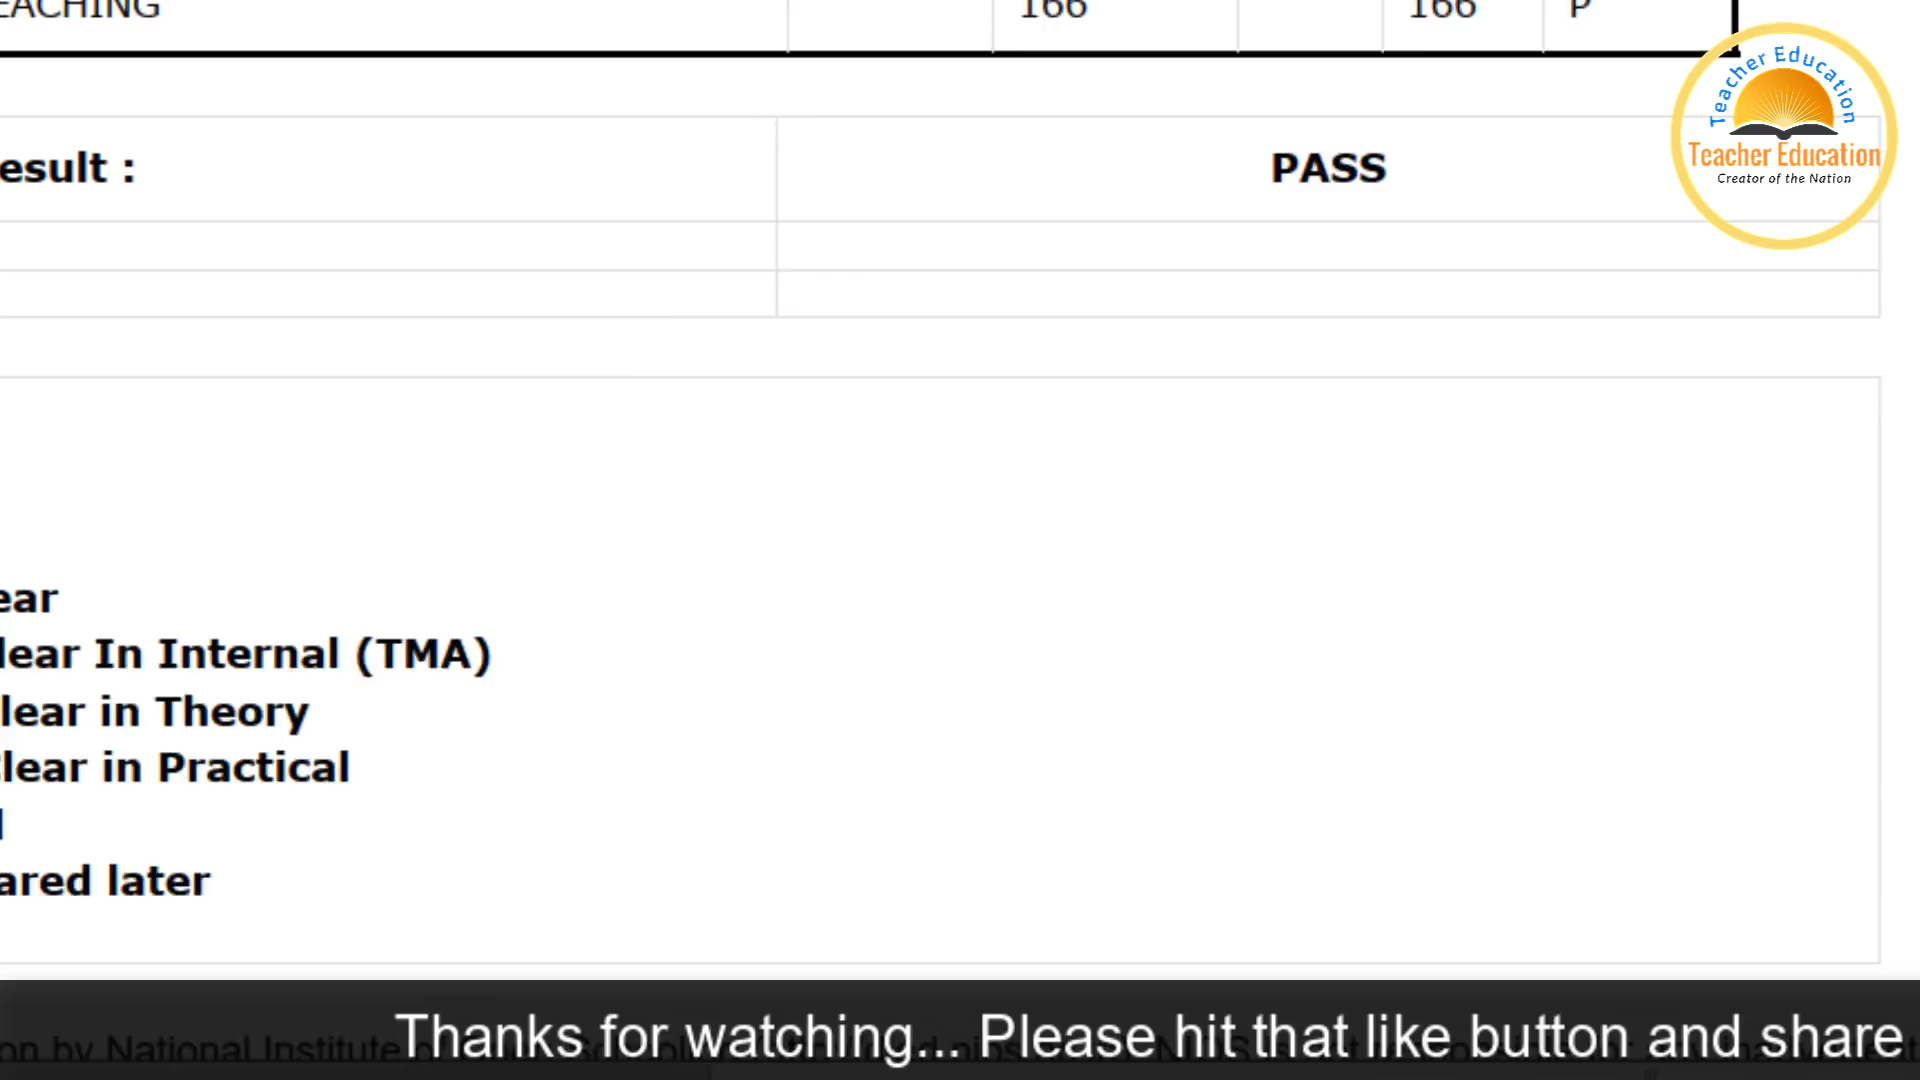 EACHING 166 166 P
esult : PASS
Teacher Education
Teacher Education
Creator of the Nation
ear
lear In Internal (TMA)
lear in Theory
lear in Practical
ared later
Thanks for watching... Please hit that like button and share
on by National Institute